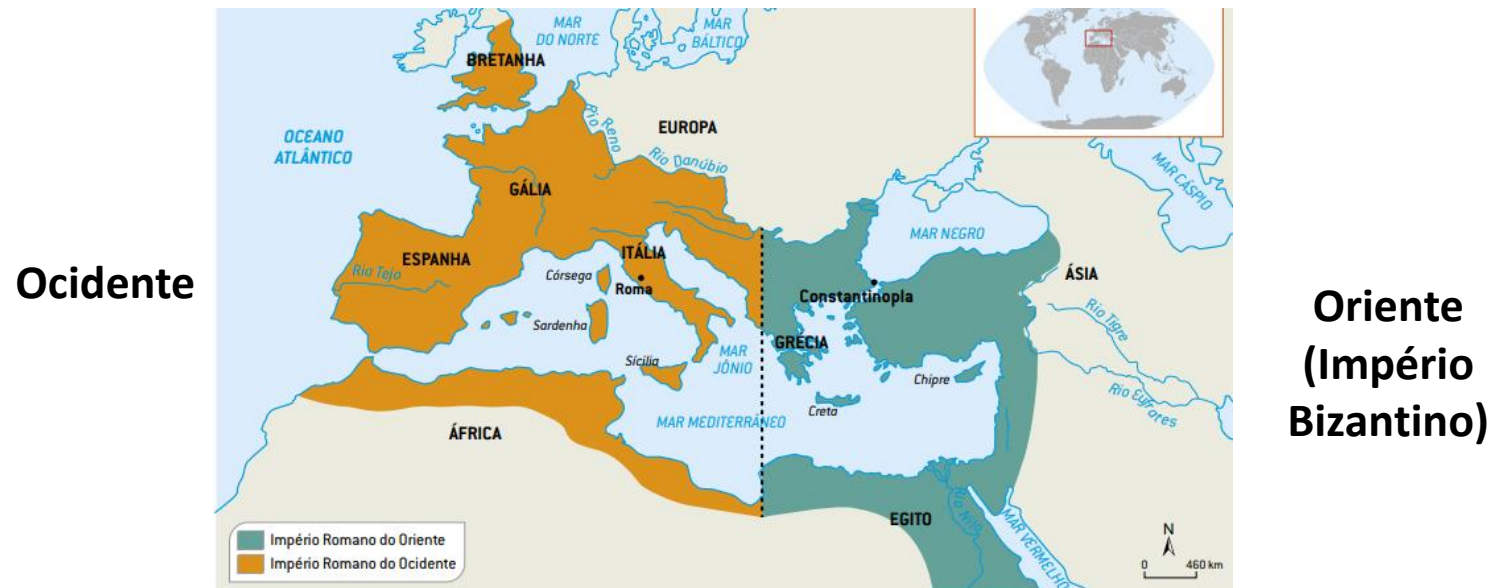 MAR
DO NORTE
MAR
BÁLTICO
BRETANHA
OCEANO
ATLÂNTICO
Rio Reno
EUROPA
Rio Danúbio
MAR CÁSPIO
GÁLIA
MAR NEGRO
Ocidente
ESPANHA
Rio Tejo
Córsega
ITÁLIA
Roma
Constantinopla
ÁSIA
Rio Tigre
Oriente
(Império
Bizantino)
Sardenha
Sícilia
MAR
JÔNIO
GRÉCIA
Chipre
Rio Eufrates
Creta
MAR MEDITERRÂNEO
ÁFRICA
EGITO
Rio Nilo
MAR VERMELHO
Império Romano do Oriente
Império Romano do Ocidente
N
0 460 km